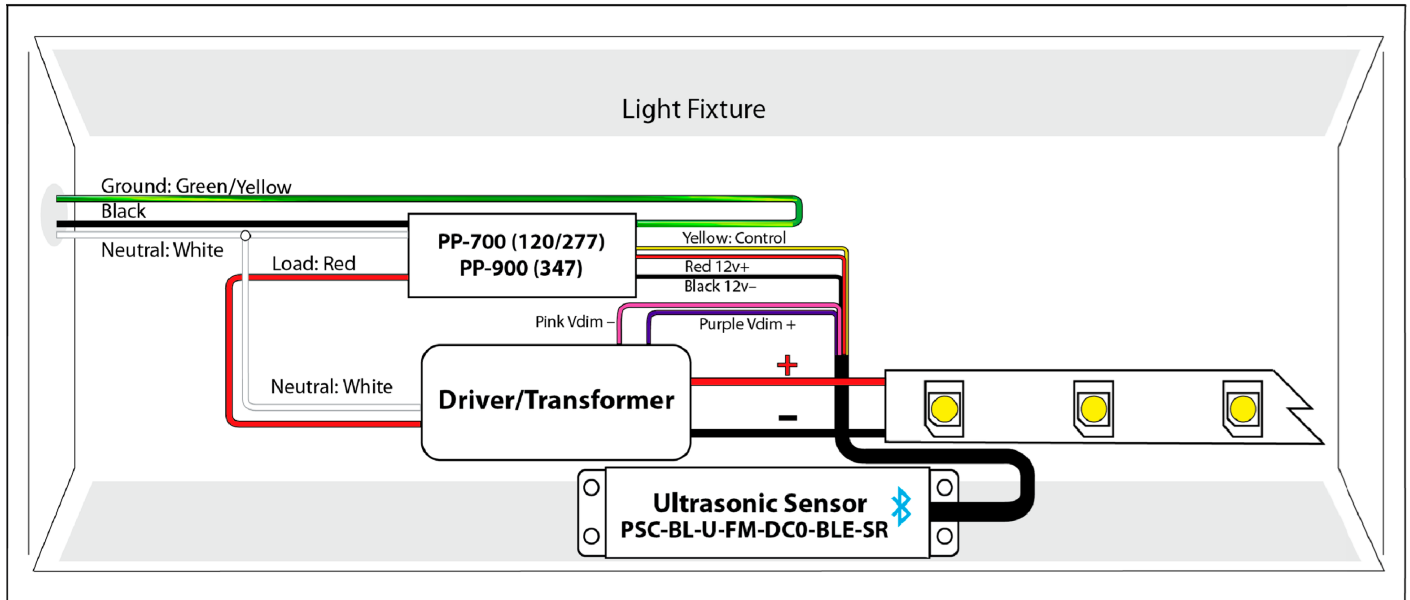 Light Fixture
Ground: Green/Yellow
Black
Neutral: White
Load: Red
PP-700 (120/277)
PP-900 (347)
Yellow: Control
Red 12v+
Black 12v–
Pink Vdim –
Purple Vdim +
Neutral: White
Driver/Transformer
+
–
Ultrasonic Sensor
PSC-BL-U-FM-DC0-BLE-SR